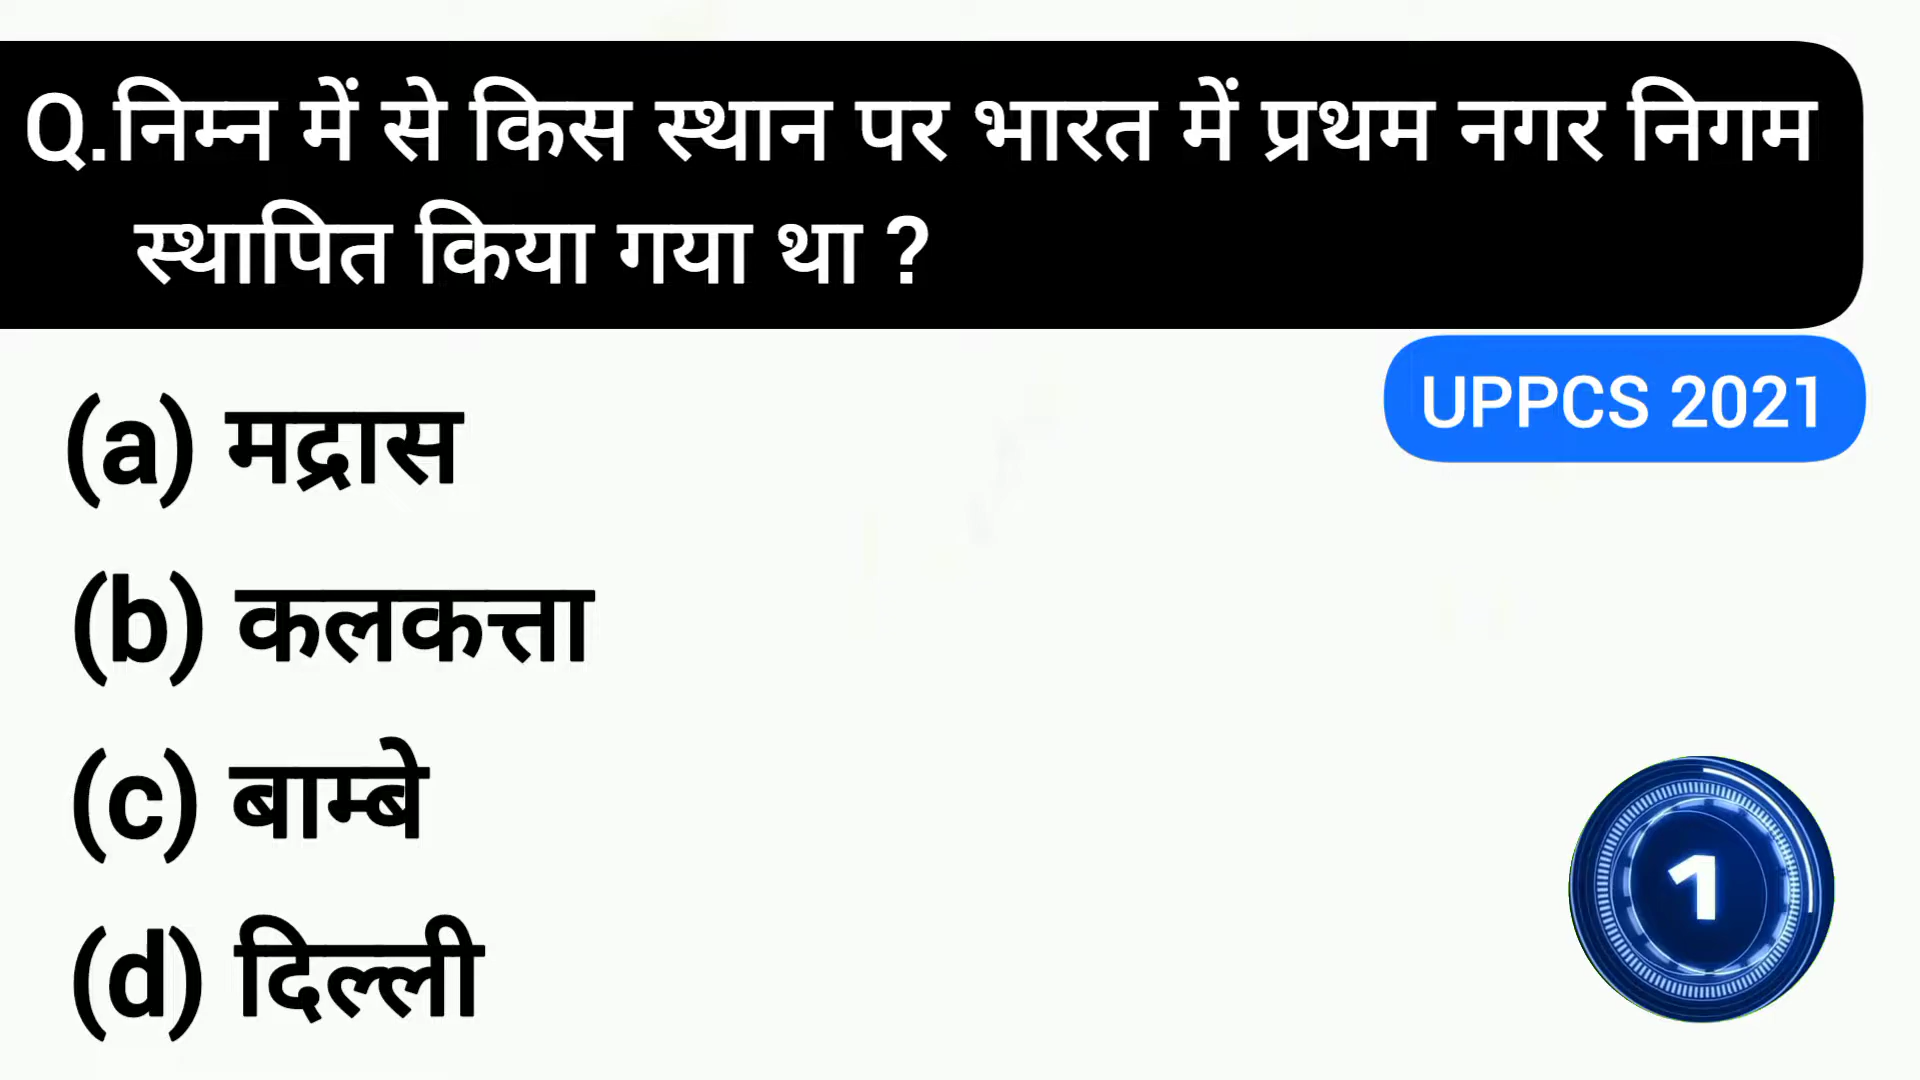 Q.निम्न में से किस स्थान पर भारत में प्रथम नगर निगम
स्थापित किया गया था ?
UPPCS 2021
(a) मद्रास
(b) कलकत्ता
(c) बाम्बे
(d) दिल्ली
1